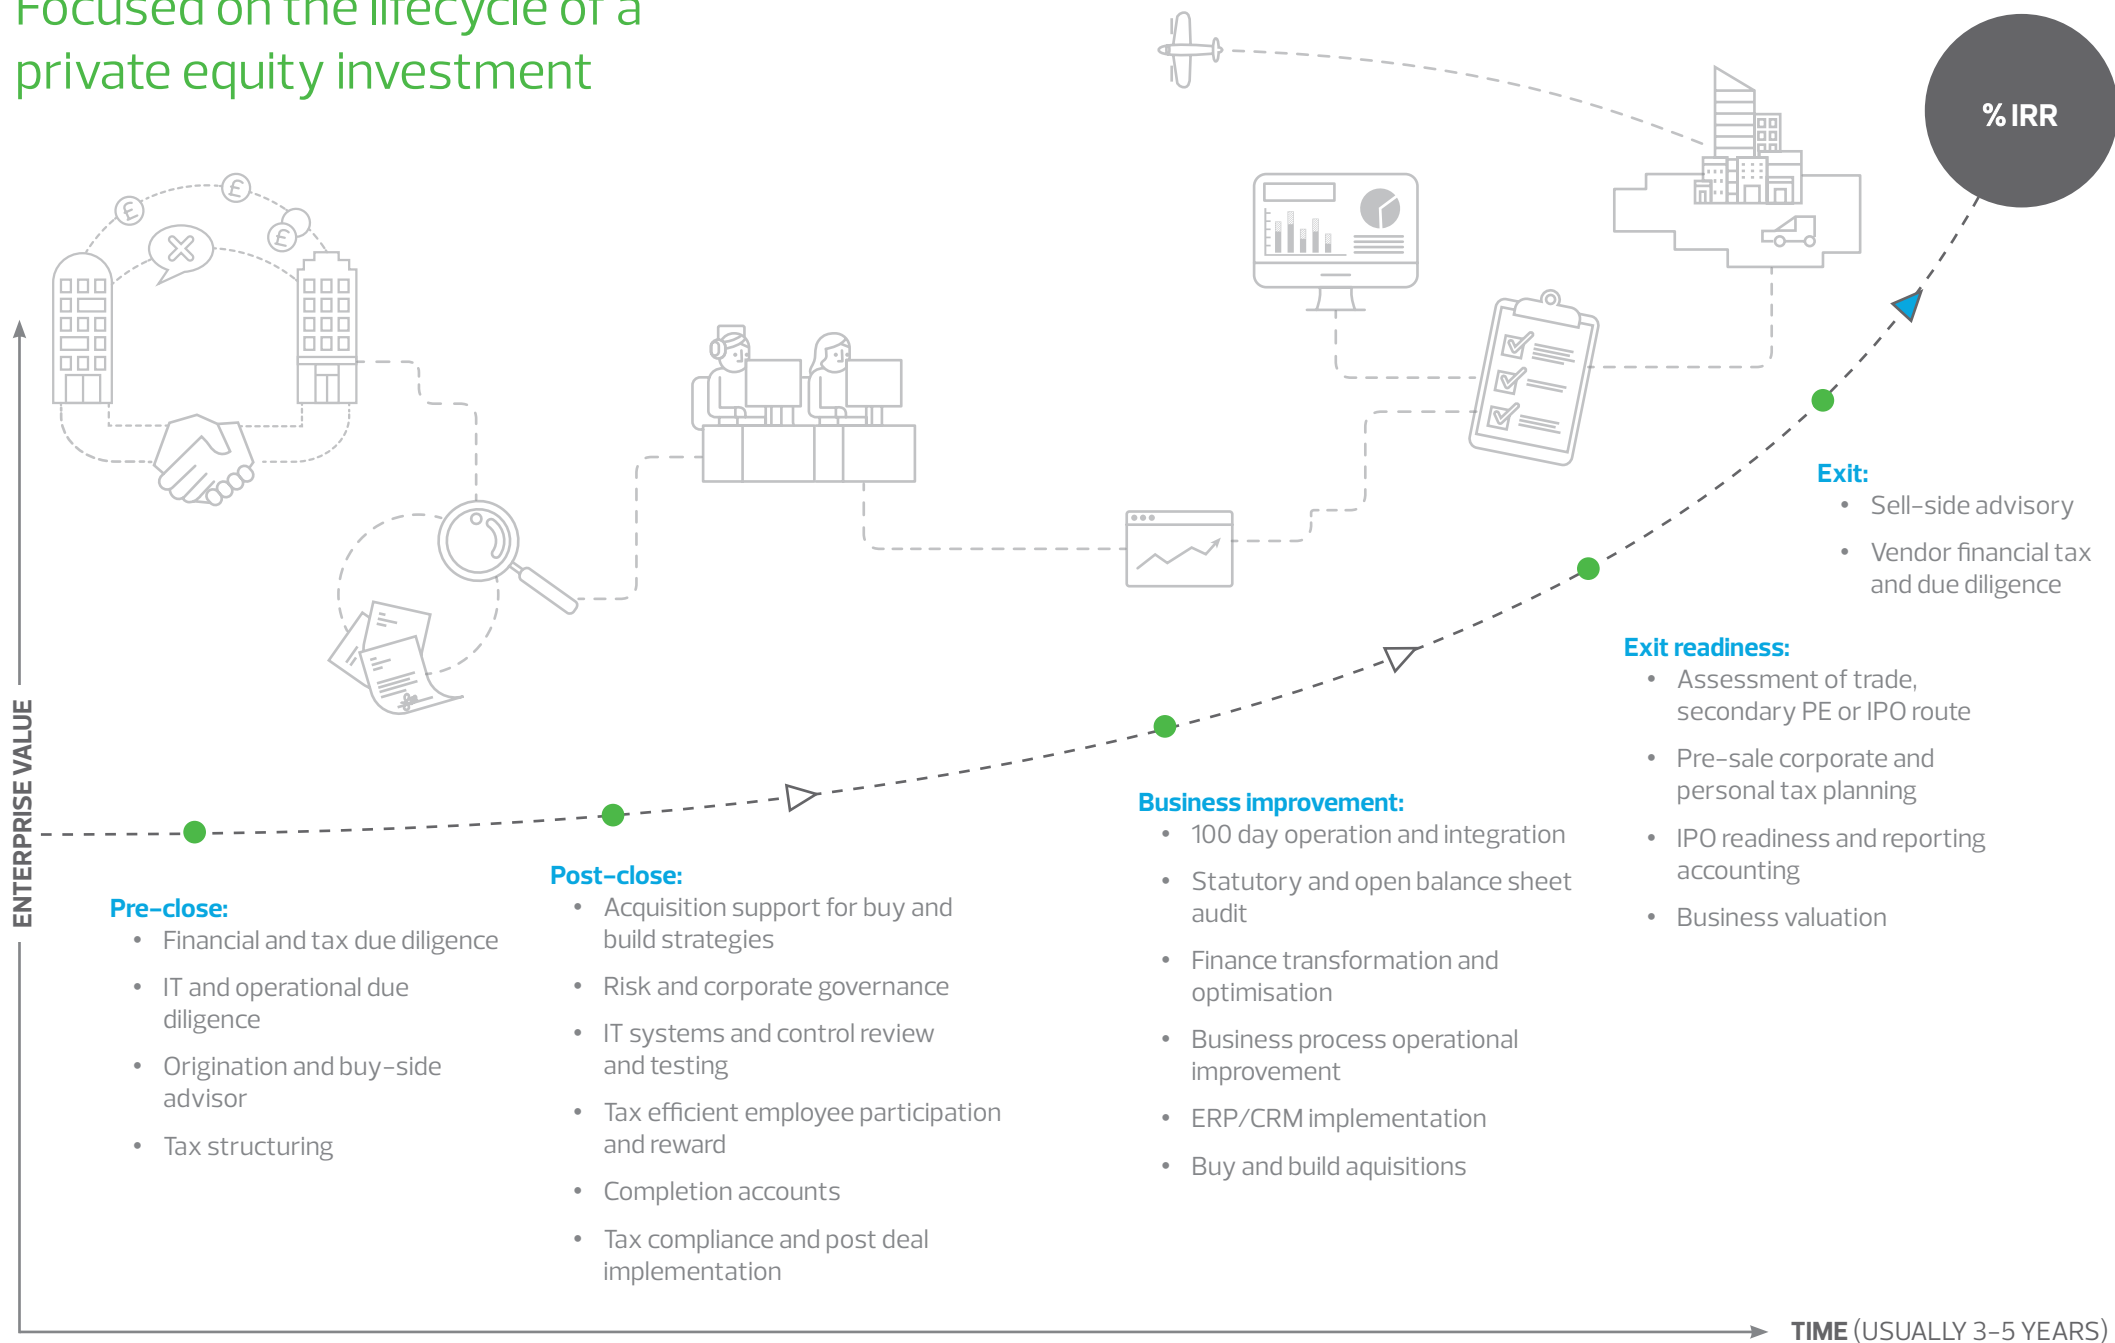 Focused on the lifecycle of a
private equity investment
% IRR
£
£
£
ENTERPRISE VALUE
Pre-close:
• Financial and tax due diligence
• IT and operational due
diligence
• Origination and buy-side
advisor
• Tax structuring
Post-close:
• Acquisition support for buy and
build strategies
• Risk and corporate governance
• IT systems and control review
and testing
• Tax efficient employee participation
and reward
• Completion accounts
• Tax compliance and post deal
implementation
Business improvement:
• 100 day operation and integration
• Statutory and open balance sheet
audit
• Finance transformation and
optimisation
• Business process operational
improvement
• ERP/CRM implementation
• Buy and build aquisitions
Exit readiness:
• Assessment of trade,
secondary PE or IPO route
• Pre-sale corporate and
personal tax planning
• IPO readiness and reporting
accounting
• Business valuation
Exit:
• Sell-side advisory
• Vendor financial tax
and due diligence
TIME (USUALLY 3-5 YEARS)